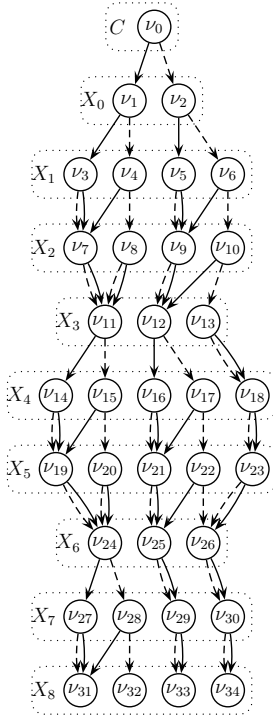 C ν0
X0 ν1 ν2
X1 ν3 ν4 ν5 ν6
X2 ν7 ν8 ν9 ν10
X3 ν11 ν12 ν13
X4 ν14 ν15 ν16 ν17 ν18
X5 ν19 ν20 ν21 ν22 ν23
X6 ν24 ν25 ν26
X7 ν27 ν28 ν29 ν30
X8 ν31 ν32 ν33 ν34